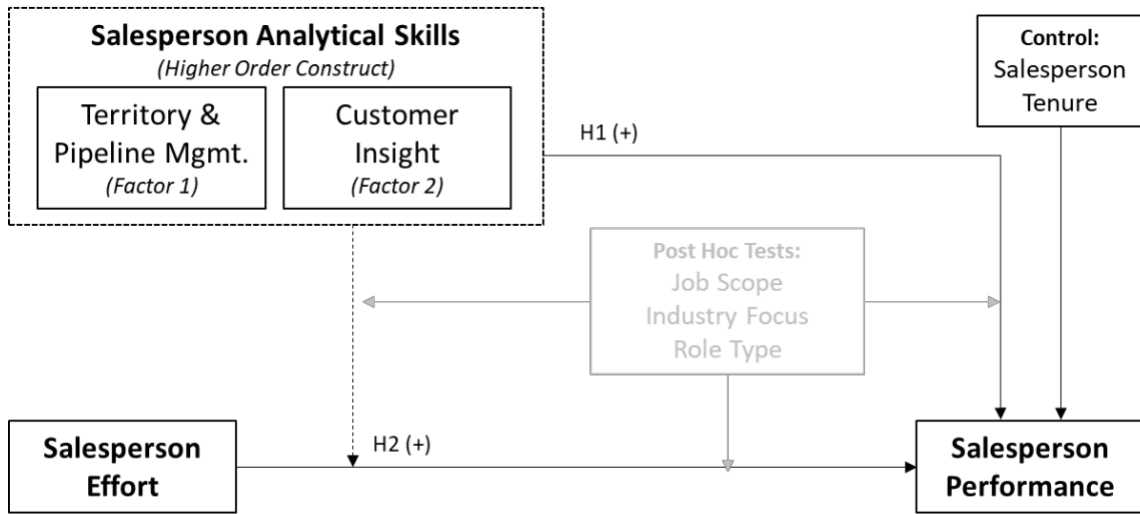 Salesperson Analytical Skills
(Higher Order Construct)
Territory &
Pipeline Mgmt.
(Factor 1)
Customer
Insight
(Factor 2)
Control:
Salesperson
Tenure
H1 (+)
Post Hoc Tests:
Job Scope
Industry Focus
Role Type
Salesperson
Effort
H2 (+)
Salesperson
Performance